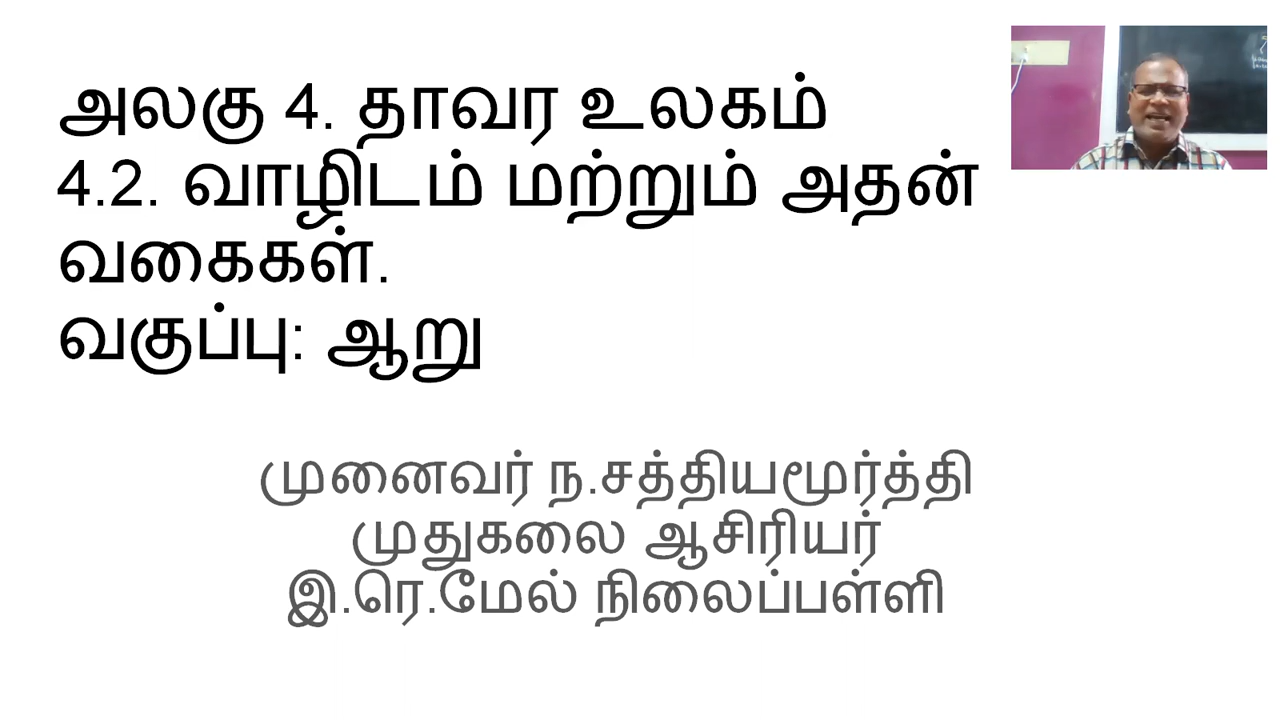 அலகு 4. தாவர உலகம்
4.2. வாழிடம் மற்றும் அதன்
வகைகள்.
வகுப்பு: ஆறு
முனைவர் ந.சத்தியமூர்த்தி
முதுகலை ஆசிரியர்
இ.ரெ.மேல் நிலைப்பள்ளி